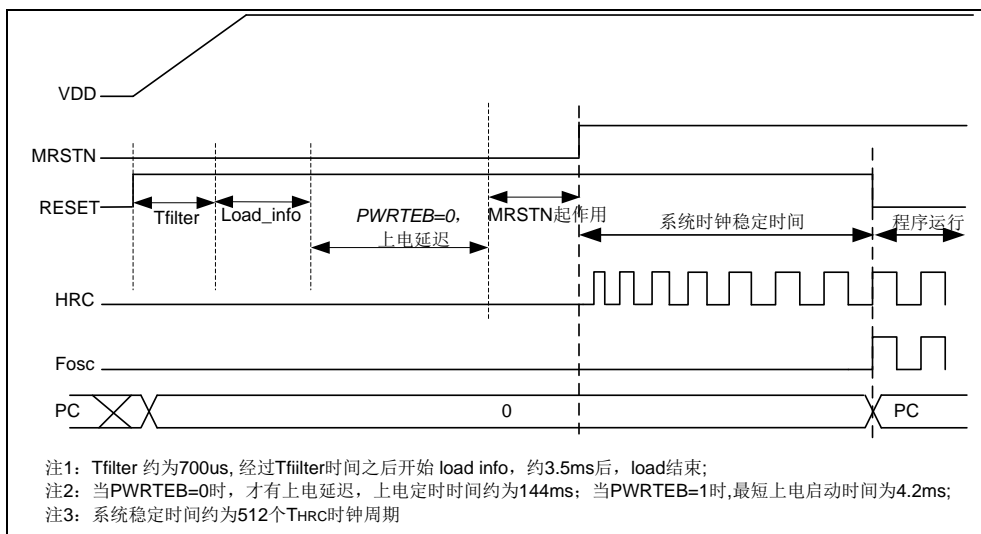 VDD
MRSTN
RESET
Tfilter
Load_info
PWRTEB=0,
上电延迟
MRSTN起作用
系统时钟稳定时间
程序运行
HRC
Fosc
PC
0
PC
注1：Tfilter 约为700us, 经过Tfiilter时间之后开始 load info，约3.5ms后，load结束;
注2：当PWRTEB=0时，才有上电延迟，上电定时时间约为144ms；当PWRTEB=1时,最短上电启动时间为4.2ms;
注3：系统稳定时间约为512个THRC时钟周期